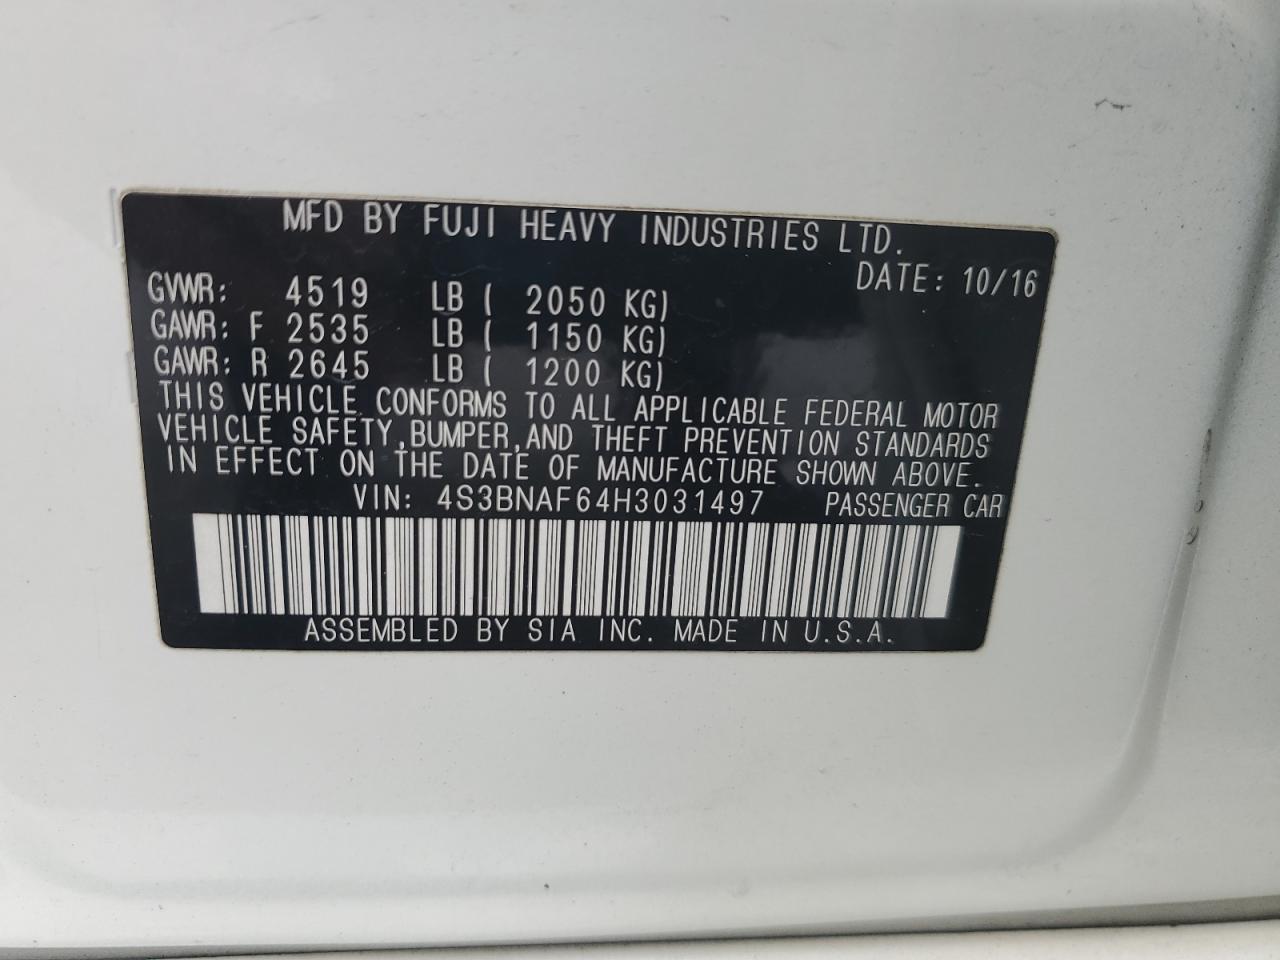 MFD BY FUJI HEAVY INDUSTRIES LTD.
DATE: 10/16
GVWR: 4519 LB ( 2050 KG)
GAWR: F 2535 LB ( 1150 KG)
GAWR: R 2645 LB ( 1200 KG)
THIS VEHICLE CONFORMS TO ALL APPLICABLE FEDERAL MOTOR
VEHICLE SAFETY, BUMPER, AND THEFT PREVENTION STANDARDS
IN EFFECT ON THE DATE OF MANUFACTURE SHOWN ABOVE.
VIN: 4S3BNAF64H3031497 PASSENGER CAR
ASSEMBLED BY SIA INC. MADE IN U.S.A.